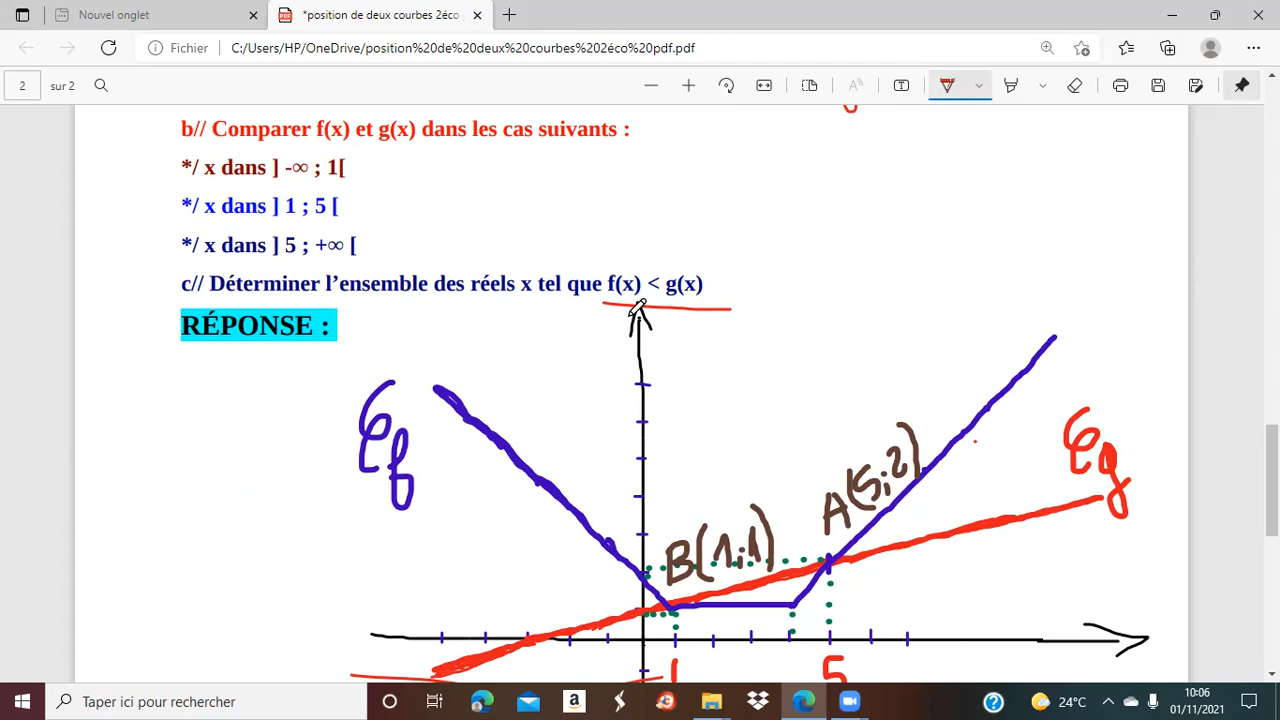 Nouvel onglet
*position de deux courbes 2éco
Fichier
C:/Users/HP/OneDrive/position%20de%20deux%20courbes%202éco%20pdf.pdf
2 sur 2
b// Comparer f(x) et g(x) dans les cas suivants :
*/ x dans ] -∞ ; 1[
*/ x dans ] 1 ; 5 [
*/ x dans ] 5 ; +∞ [
c// Déterminer l’ensemble des réels x tel que f(x) < g(x)
RÉPONSE :
Cf
Cg
A(5;2)
B(1;1)
1
5
Taper ici pour rechercher
24°C
10:06
01/11/2021